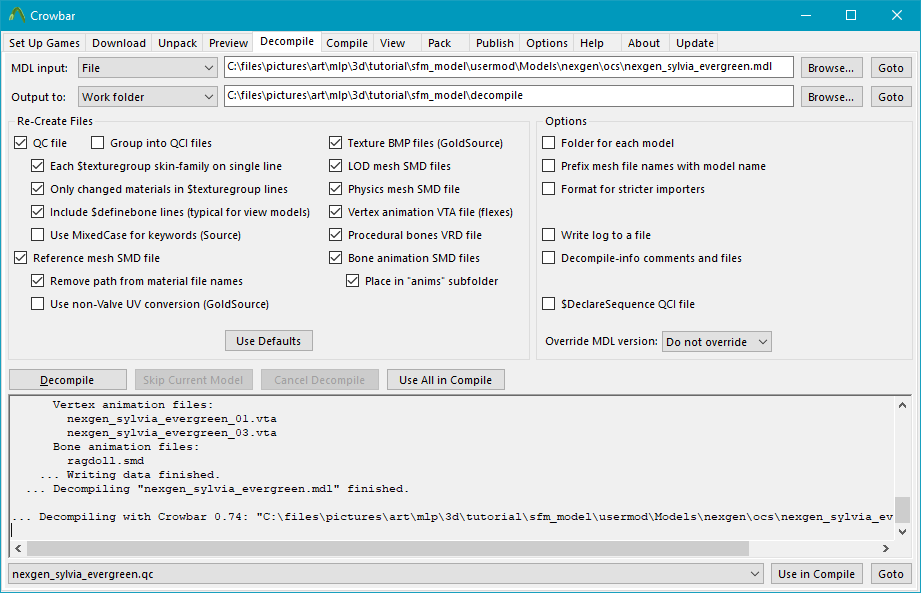 Crowbar
Set Up Games Download Unpack Preview Decompile Compile View Pack Publish Options Help About Update
MDL input: File C:\files\pictures\art\mlp\3d\tutorial\sfm_model\usermod\Models\nexgen\ocs\nexgen_sylvia_evergreen.mdl Browse... Goto
Output to: Work folder C:\files\pictures\art\mlp\3d\tutorial\sfm_model\decompile Browse... Goto
Re-Create Files Options
QC file Group into QCI files Texture BMP files (GoldSource) Folder for each model
Each $texturegroup skin-family on single line LOD mesh SMD files Prefix mesh file names with model name
Only changed materials in $texturegroup lines Physics mesh SMD file Format for stricter importers
Include $definebone lines (typical for view models) Vertex animation VTA file (flexes)
Use MixedCase for keywords (Source) Procedural bones VRD file Write log to a file
Reference mesh SMD file Bone animation SMD files Decompile-info comments and files
Remove path from material file names Place in "anims" subfolder
Use non-Valve UV conversion (GoldSource) $DeclareSequence QCI file
Use Defaults Override MDL version: Do not override
Decompile Skip Current Model Cancel Decompile Use All in Compile
Vertex animation files:
nexgen_sylvia_evergreen_01.vta
nexgen_sylvia_evergreen_03.vta
Bone animation files:
ragdoll.smd
... Writing data finished.
... Decompiling "nexgen_sylvia_evergreen.mdl" finished.
... Decompiling with Crowbar 0.74: "C:\files\pictures\art\mlp\3d\tutorial\sfm_model\usermod\Models\nexgen\ocs\nexgen_sylvia_ev
nexgen_sylvia_evergreen.qc Use in Compile Goto